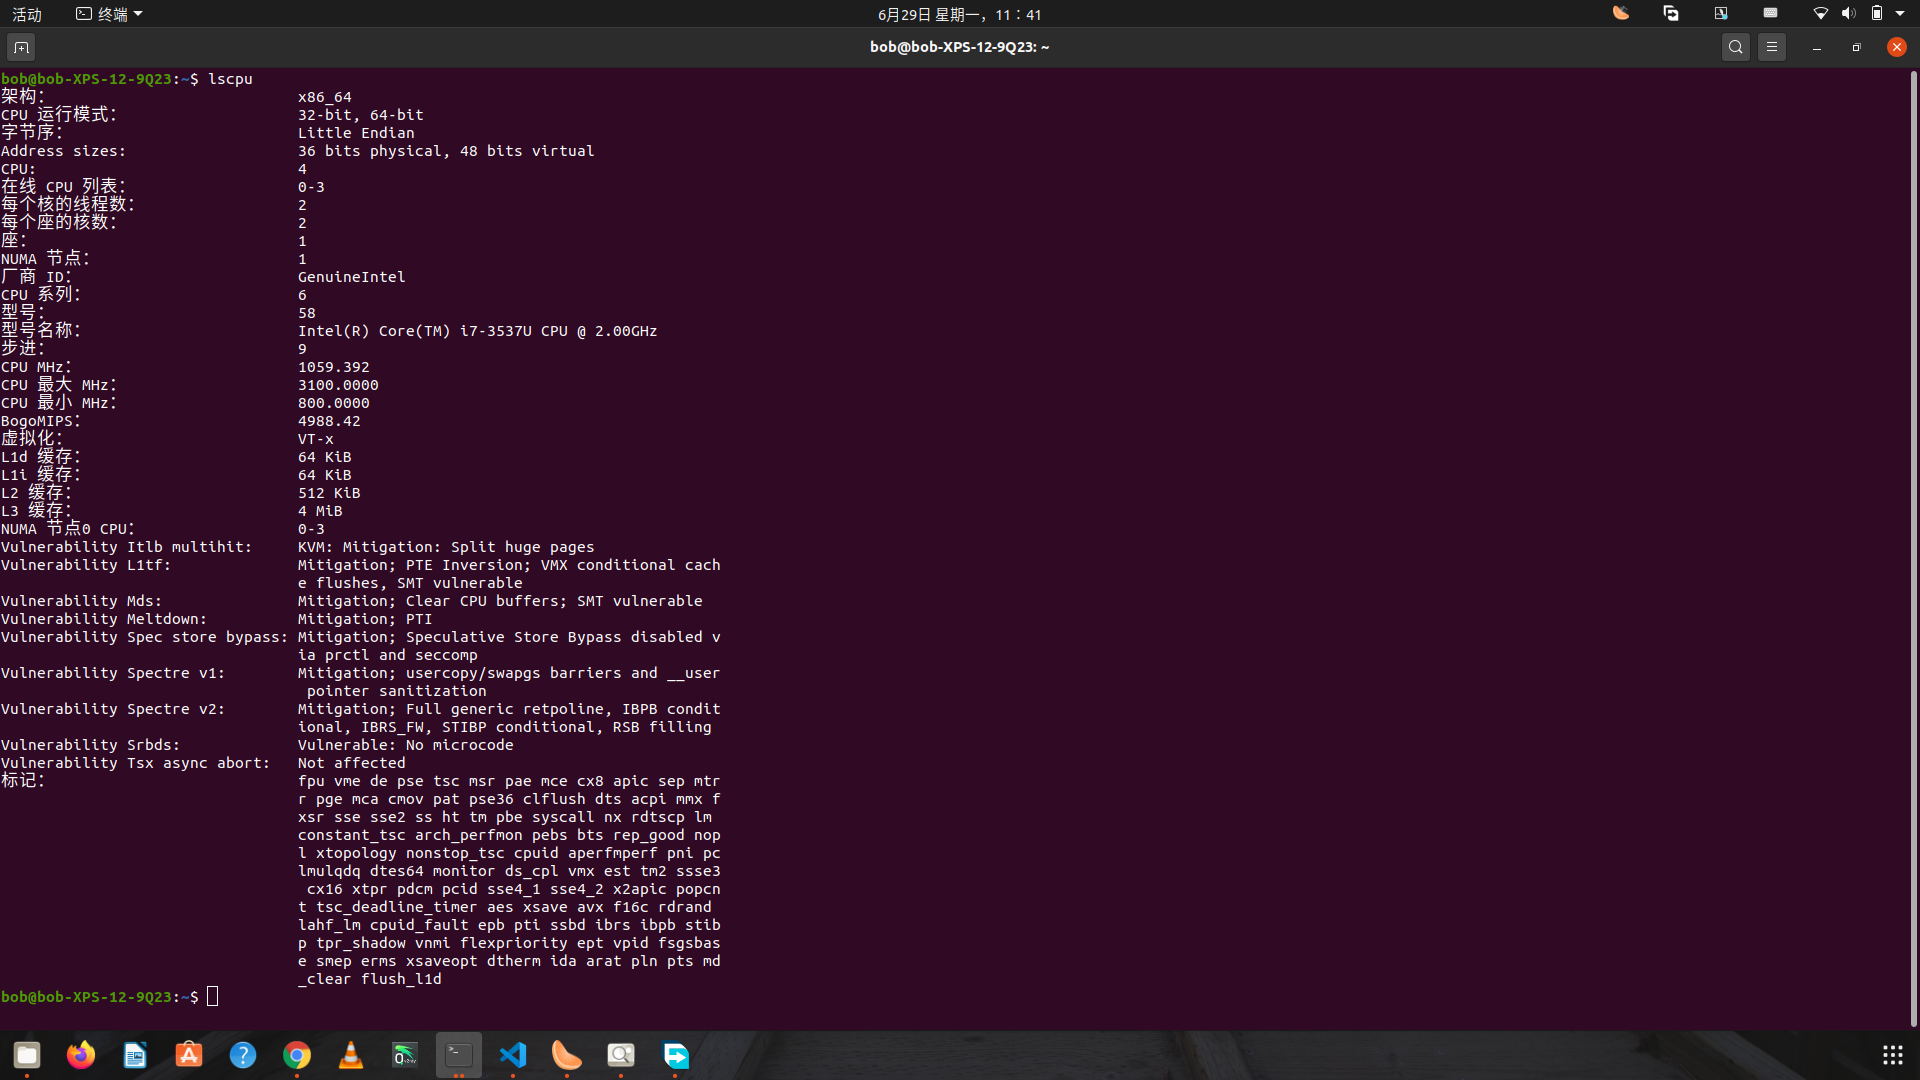 活动 终端 6月29日 星期一，11：41
bob@bob-XPS-12-9Q23: ~
bob@bob-XPS-12-9Q23:~$ lscpu
架构： x86_64
CPU 运行模式： 32-bit, 64-bit
字节序： Little Endian
Address sizes: 36 bits physical, 48 bits virtual
CPU: 4
在线 CPU 列表： 0-3
每个核的线程数： 2
每个座的核数： 2
座： 1
NUMA 节点： 1
厂商 ID： GenuineIntel
CPU 系列： 6
型号： 58
型号名称： Intel(R) Core(TM) i7-3537U CPU @ 2.00GHz
步进： 9
CPU MHz： 1059.392
CPU 最大 MHz： 3100.0000
CPU 最小 MHz： 800.0000
BogoMIPS： 4988.42
虚拟化： VT-x
L1d 缓存： 64 KiB
L1i 缓存： 64 KiB
L2 缓存： 512 KiB
L3 缓存： 4 MiB
NUMA 节点0 CPU： 0-3
Vulnerability Itlb multihit: KVM: Mitigation: Split huge pages
Vulnerability L1tf: Mitigation; PTE Inversion; VMX conditional cach
e flushes, SMT vulnerable
Vulnerability Mds: Mitigation; Clear CPU buffers; SMT vulnerable
Vulnerability Meltdown: Mitigation; PTI
Vulnerability Spec store bypass: Mitigation; Speculative Store Bypass disabled v
ia prctl and seccomp
Vulnerability Spectre v1: Mitigation; usercopy/swapgs barriers and __user
pointer sanitization
Vulnerability Spectre v2: Mitigation; Full generic retpoline, IBPB condit
ional, IBRS_FW, STIBP conditional, RSB filling
Vulnerability Srbds: Vulnerable: No microcode
Vulnerability Tsx async abort: Not affected
标记： fpu vme de pse tsc msr pae mce cx8 apic sep mtr
r pge mca cmov pat pse36 clflush dts acpi mmx f
xsr sse sse2 ss ht tm pbe syscall nx rdtscp lm
constant_tsc arch_perfmon pebs bts rep_good nop
l xtopology nonstop_tsc cpuid aperfmperf pni pc
lmulqdq dtes64 monitor ds_cpl vmx est tm2 ssse3
cx16 xtpr pdcm pcid sse4_1 sse4_2 x2apic popcn
t tsc_deadline_timer aes xsave avx f16c rdrand
lahf_lm cpuid_fault epb pti ssbd ibrs ibpb stib
p tpr_shadow vnmi flexpriority ept vpid fsgsbas
e smep erms xsaveopt dtherm ida arat pln pts md
_clear flush_l1d
bob@bob-XPS-12-9Q23:~$